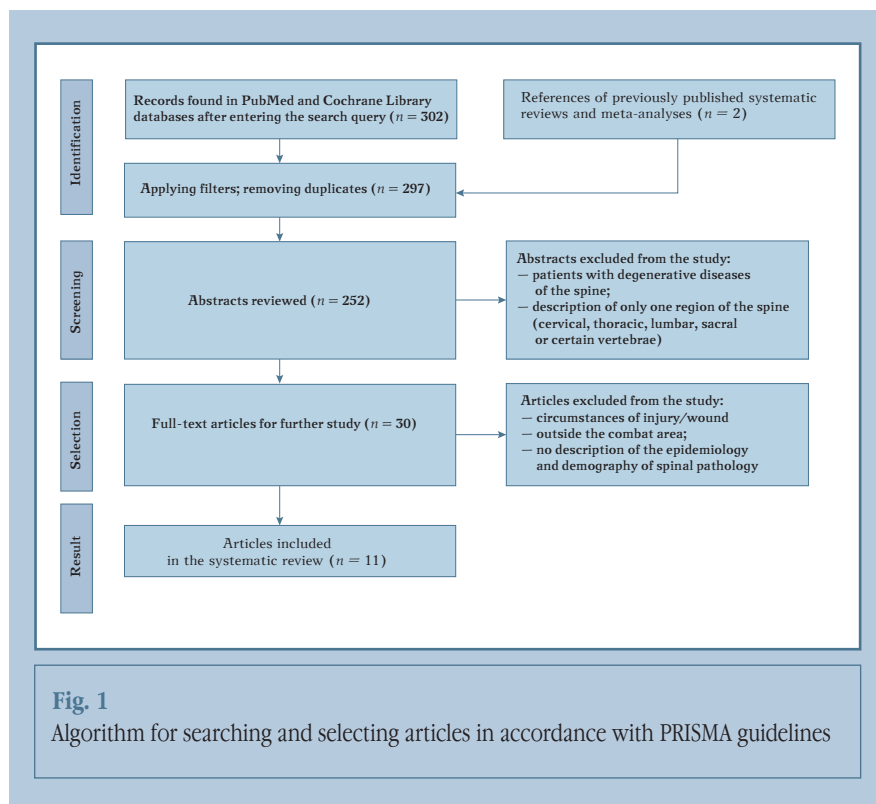 Identification
Records found in PubMed and Cochrane Library
databases after entering the search query (n = 302)
References of previously published systematic
reviews and meta-analyses (n = 2)
Applying filters; removing duplicates (n = 297)
Screening
Abstracts reviewed (n = 252)
Abstracts excluded from the study:
— patients with degenerative diseases
of the spine;
— description of only one region of the spine
(cervical, thoracic, lumbar, sacral
or certain vertebrae)
Selection
Full-text articles for further study (n = 30)
Articles excluded from the study:
— circumstances of injury/wound
— outside the combat area;
— no description of the epidemiology
and demography of spinal pathology
Result
Articles included
in the systematic review (n = 11)
Fig. 1
Algorithm for searching and selecting articles in accordance with PRISMA guidelines